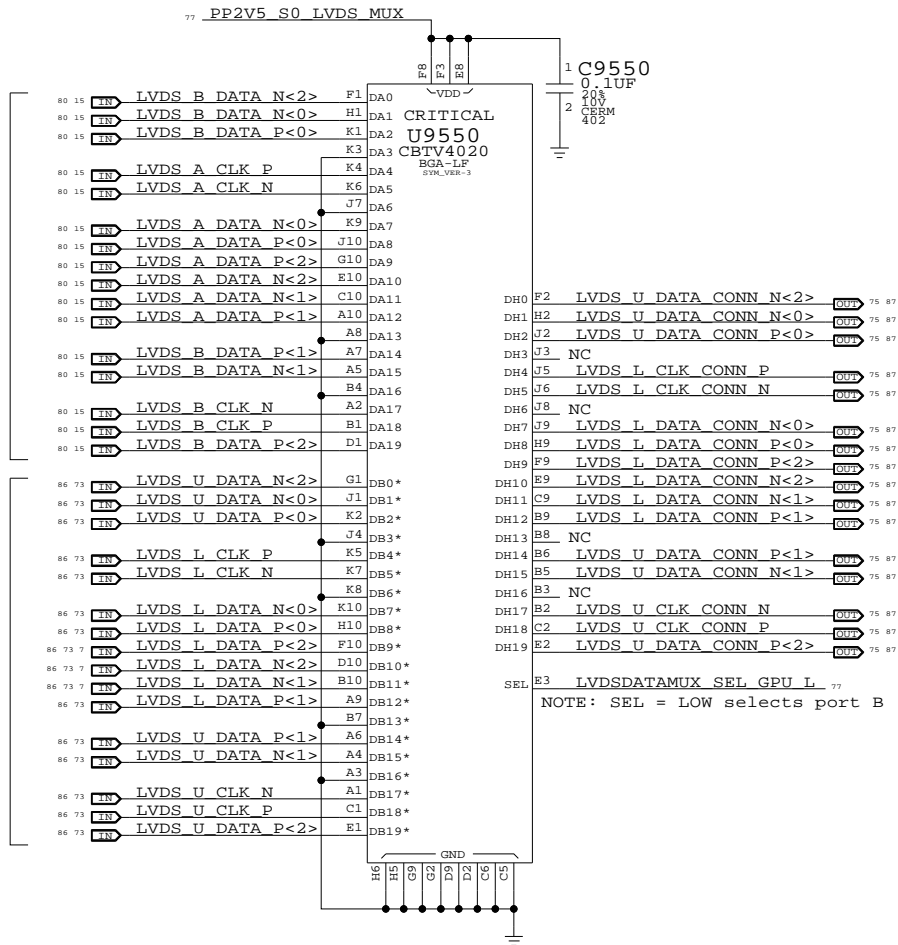 77 PP2V5_S0_LVDS_MUX
F8 F3 E8
VDD
1 C9550
0.1UF
20%
10V
2 CERM
402
CRITICAL
U9550
CBTV4020
BGA-LF
SYM_VER-3
80 15 IN LVDS_B_DATA_N<2> F1 DA0
80 15 IN LVDS_B_DATA_N<0> H1 DA1
80 15 IN LVDS_B_DATA_P<0> K1 DA2
K3 DA3
80 15 IN LVDS_A_CLK_P K4 DA4
80 15 IN LVDS_A_CLK_N K6 DA5
J7 DA6
80 15 IN LVDS_A_DATA_N<0> K9 DA7
80 15 IN LVDS_A_DATA_P<0> J10 DA8
80 15 IN LVDS_A_DATA_P<2> G10 DA9
80 15 IN LVDS_A_DATA_N<2> E10 DA10
80 15 IN LVDS_A_DATA_N<1> C10 DA11
80 15 IN LVDS_A_DATA_P<1> A10 DA12
A8 DA13
80 15 IN LVDS_B_DATA_P<1> A7 DA14
80 15 IN LVDS_B_DATA_N<1> A5 DA15
B4 DA16
80 15 IN LVDS_B_CLK_N A2 DA17
80 15 IN LVDS_B_CLK_P B1 DA18
80 15 IN LVDS_B_DATA_P<2> D1 DA19
86 73 IN LVDS_U_DATA_N<2> G1 DB0*
86 73 IN LVDS_U_DATA_N<0> J1 DB1*
86 73 IN LVDS_U_DATA_P<0> K2 DB2*
J4 DB3*
86 73 IN LVDS_L_CLK_P K5 DB4*
86 73 IN LVDS_L_CLK_N K7 DB5*
K8 DB6*
86 73 IN LVDS_L_DATA_N<0> K10 DB7*
86 73 IN LVDS_L_DATA_P<0> H10 DB8*
86 73 7 IN LVDS_L_DATA_P<2> F10 DB9*
86 73 7 IN LVDS_L_DATA_N<2> D10 DB10*
86 73 7 IN LVDS_L_DATA_N<1> B10 DB11*
86 73 IN LVDS_L_DATA_P<1> A9 DB12*
B7 DB13*
86 73 IN LVDS_U_DATA_P<1> A6 DB14*
86 73 IN LVDS_U_DATA_N<1> A4 DB15*
A3 DB16*
86 73 IN LVDS_U_CLK_N A1 DB17*
86 73 IN LVDS_U_CLK_P C1 DB18*
86 73 IN LVDS_U_DATA_P<2> E1 DB19*
DH0 F2 LVDS_U_DATA_CONN_N<2> OUT 75 87
DH1 H2 LVDS_U_DATA_CONN_N<0> OUT 75 87
DH2 J2 LVDS_U_DATA_CONN_P<0> OUT 75 87
DH3 J3 NC
DH4 J5 LVDS_L_CLK_CONN_P OUT 75 87
DH5 J6 LVDS_L_CLK_CONN_N OUT 75 87
DH6 J8 NC
DH7 J9 LVDS_L_DATA_CONN_N<0> OUT 75 87
DH8 H9 LVDS_L_DATA_CONN_P<0> OUT 75 87
DH9 F9 LVDS_L_DATA_CONN_P<2> OUT 75 87
DH10 E9 LVDS_L_DATA_CONN_N<2> OUT 75 87
DH11 C9 LVDS_L_DATA_CONN_N<1> OUT 75 87
DH12 B9 LVDS_L_DATA_CONN_P<1> OUT 75 87
DH13 B8 NC
DH14 B6 LVDS_U_DATA_CONN_P<1> OUT 75 87
DH15 B5 LVDS_U_DATA_CONN_N<1> OUT 75 87
DH16 B3 NC
DH17 B2 LVDS_U_CLK_CONN_N OUT 75 87
DH18 C2 LVDS_U_CLK_CONN_P OUT 75 87
DH19 E2 LVDS_U_DATA_CONN_P<2> OUT 75 87
SEL E3 LVDSDATAMUX_SEL_GPU_L 77
NOTE: SEL = LOW selects port B
GND
H6 H5 G9 G2 D9 D2 C6 C5